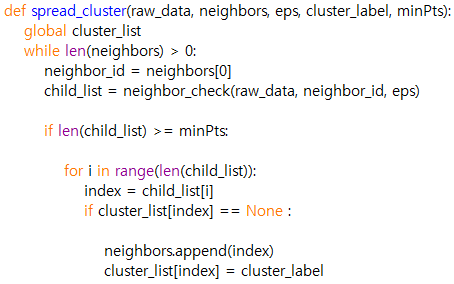 def spread_cluster(raw_data, neighbors, eps, cluster_label, minPts):
    global cluster_list
    while len(neighbors) > 0:
        neighbor_id = neighbors[0]
        child_list = neighbor_check(raw_data, neighbor_id, eps)

        if len(child_list) >= minPts:

            for i in range(len(child_list)):
                index = child_list[i]
                if cluster_list[index] == None :

                    neighbors.append(index)
                    cluster_list[index] = cluster_label